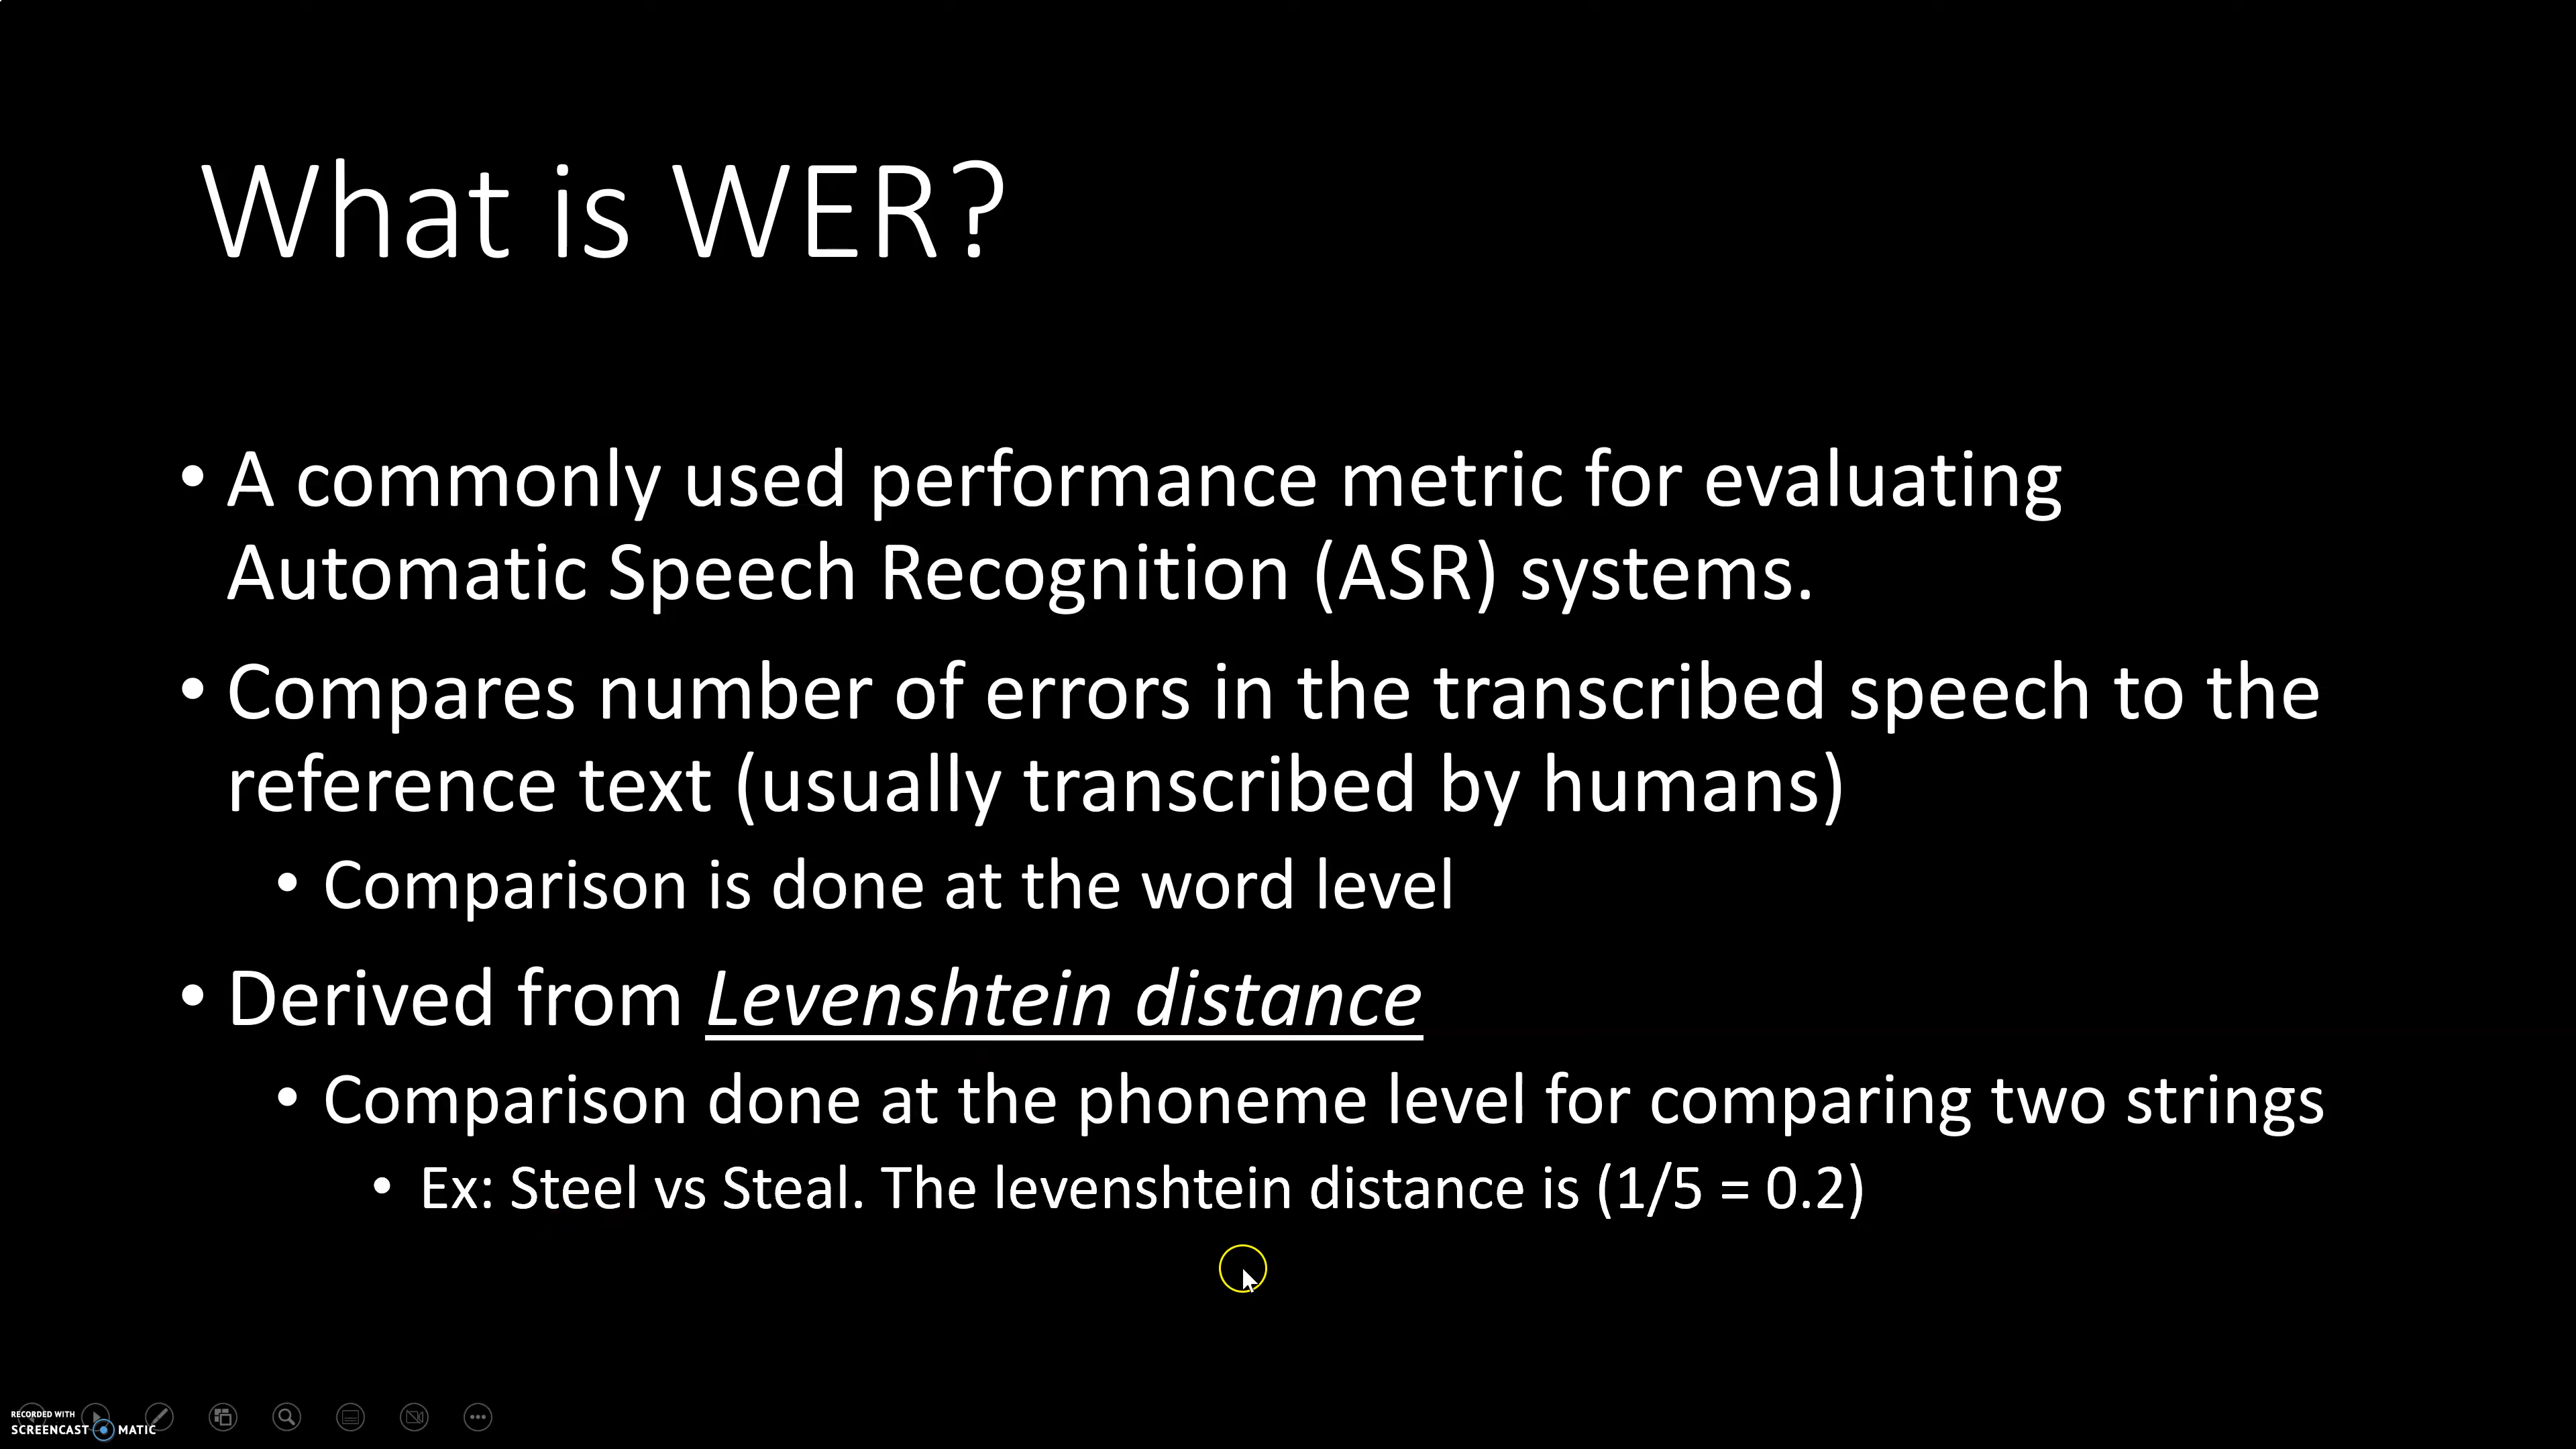 What is WER?
• A commonly used performance metric for evaluating
Automatic Speech Recognition (ASR) systems.
• Compares number of errors in the transcribed speech to the
reference text (usually transcribed by humans)
• Comparison is done at the word level
• Derived from Levenshtein distance
• Comparison done at the phoneme level for comparing two strings
• Ex: Steel vs Steal. The levenshtein distance is (1/5 = 0.2)
RECORDED WITH
SCREENCAST MATIC